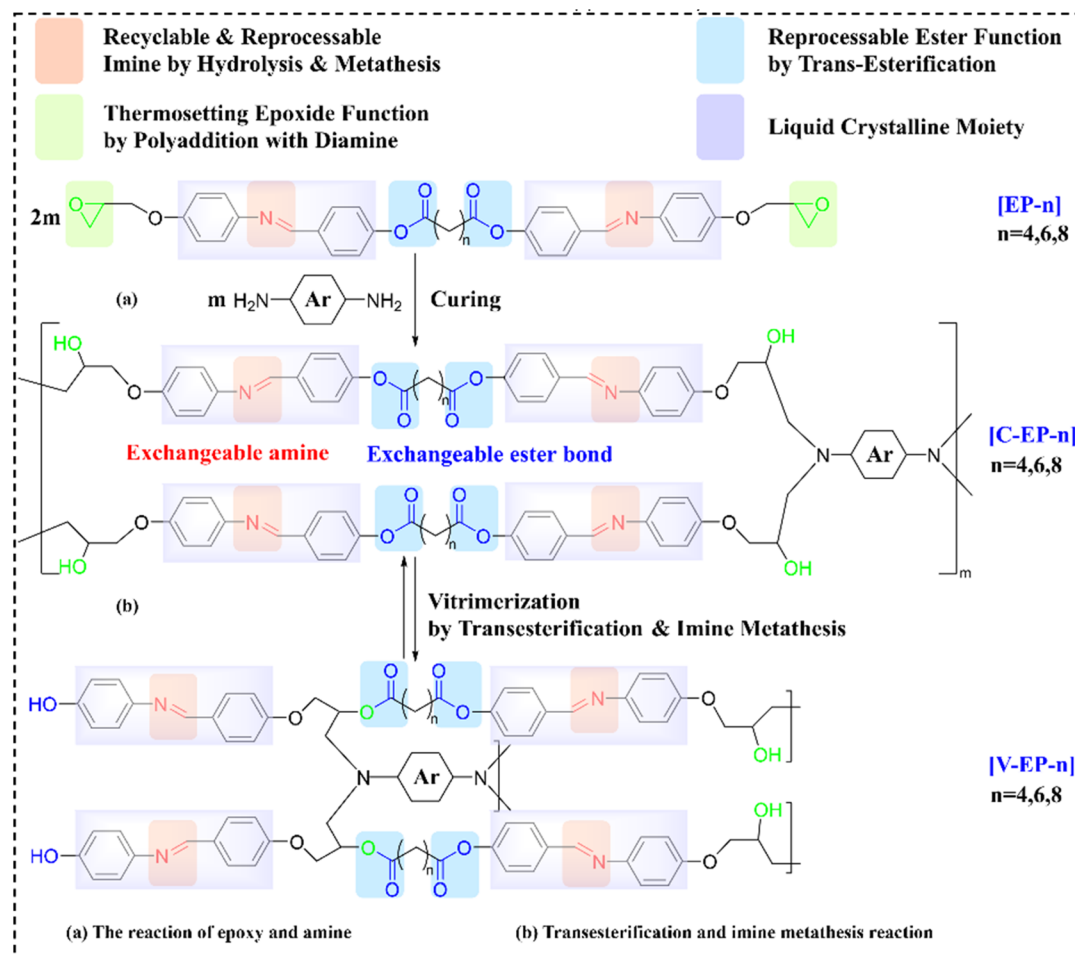 Recyclable & Reprocessable
Imine by Hydrolysis & Metathesis
Reprocessable Ester Function
by Trans-Esterification
Thermosetting Epoxide Function
by Polyaddition with Diamine
Liquid Crystalline Moiety
2m O O N O O O O N O O [EP-n]
n n=4,6,8
(a) m H₂N Ar NH₂ Curing
HO O N O O O O N O OH
O O n [C-EP-n]
Exchangeable amine Exchangeable ester bond N Ar N n=4,6,8
HO O N O O O O N O OH
n m
(b) Vitrimerization
by Transesterification & Imine Metathesis
HO N O O O O O N O OH
n
N Ar N [V-EP-n]
n=4,6,8
HO N O O O O O N O OH
n
(a) The reaction of epoxy and amine (b) Transesterification and imine metathesis reaction